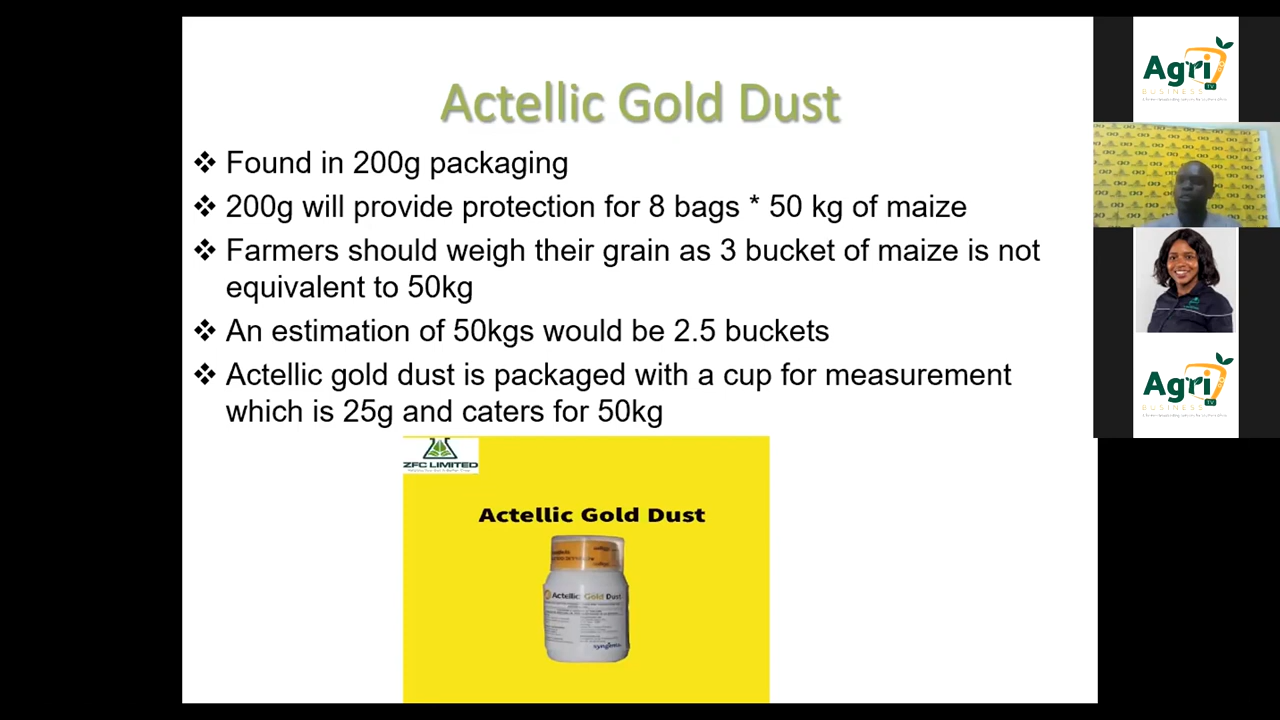 Actellic Gold Dust
❖ Found in 200g packaging
❖ 200g will provide protection for 8 bags * 50 kg of maize
❖ Farmers should weigh their grain as 3 bucket of maize is not
equivalent to 50kg
❖ An estimation of 50kgs would be 2.5 buckets
❖ Actellic gold dust is packaged with a cup for measurement
which is 25g and caters for 50kg
ZFC LIMITED
Actellic Gold Dust
Actellic Gold Dust
syngenta
Agri
BUSINESS
TV
Agri
BUSINESS
TV